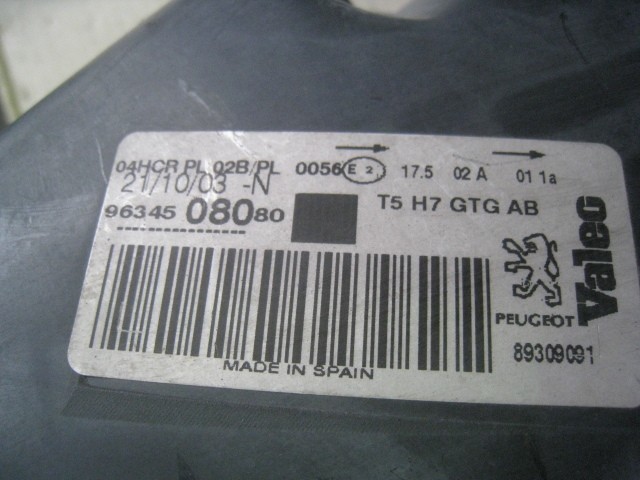 04HCR PL 02B/PL 0056 E 2 17.5 02 A 01 1a
21/10/03 -N
96345 08080
T5 H7 GTG AB
Valeo
PEUGEOT
89309091
MADE IN SPAIN